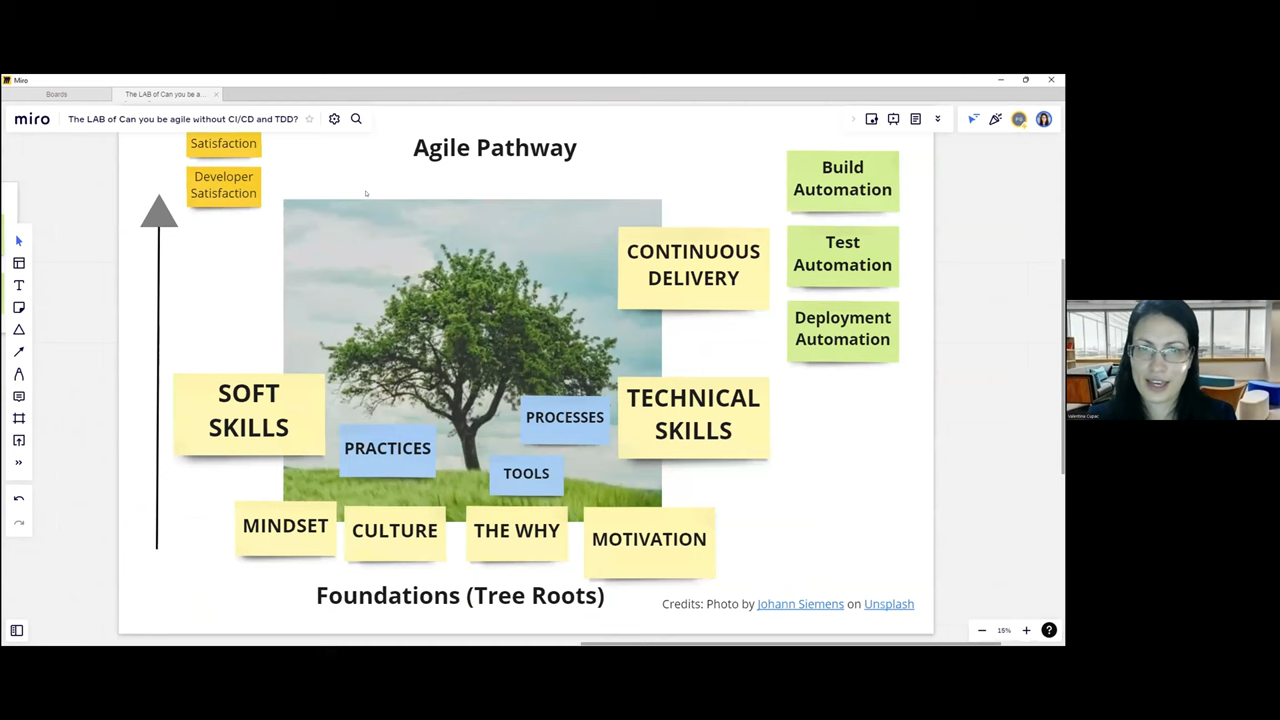 Miro
Boards
The LAB of Can you be a...
miro
The LAB of Can you be agile without CI/CD and TDD?
Satisfaction
Developer
Satisfaction
Agile Pathway
Build
Automation
Test
Automation
Deployment
Automation
CONTINUOUS
DELIVERY
SOFT
SKILLS
PRACTICES
PROCESSES
TOOLS
TECHNICAL
SKILLS
MINDSET
CULTURE
THE WHY
MOTIVATION
Foundations (Tree Roots)
Credits: Photo by Johann Siemens on Unsplash
15%
Valentina Cupac